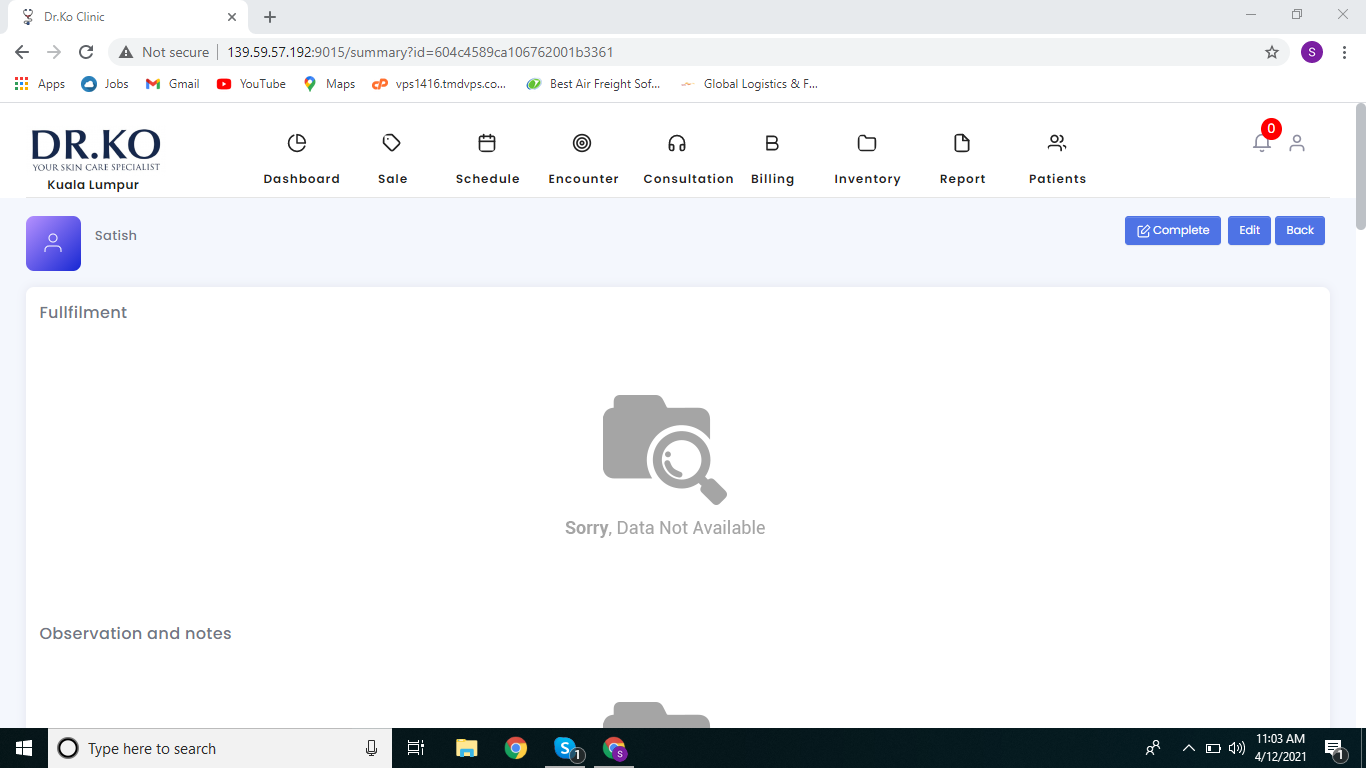 Dr.Ko Clinic
Not secure 139.59.57.192:9015/summary?id=604c4589ca106762001b3361
S
Apps Jobs Gmail YouTube Maps vps1416.tmdvps.co... Best Air Freight Sof... Global Logistics & F...
DR.KO
YOUR SKIN CARE SPECIALIST
Kuala Lumpur
Dashboard Sale Schedule Encounter Consultation Billing Inventory Report Patients
0
Satish
Complete Edit Back
Fullfilment
Sorry, Data Not Available
Observation and notes
Type here to search
S 1
S
11:03 AM
4/12/2021
1